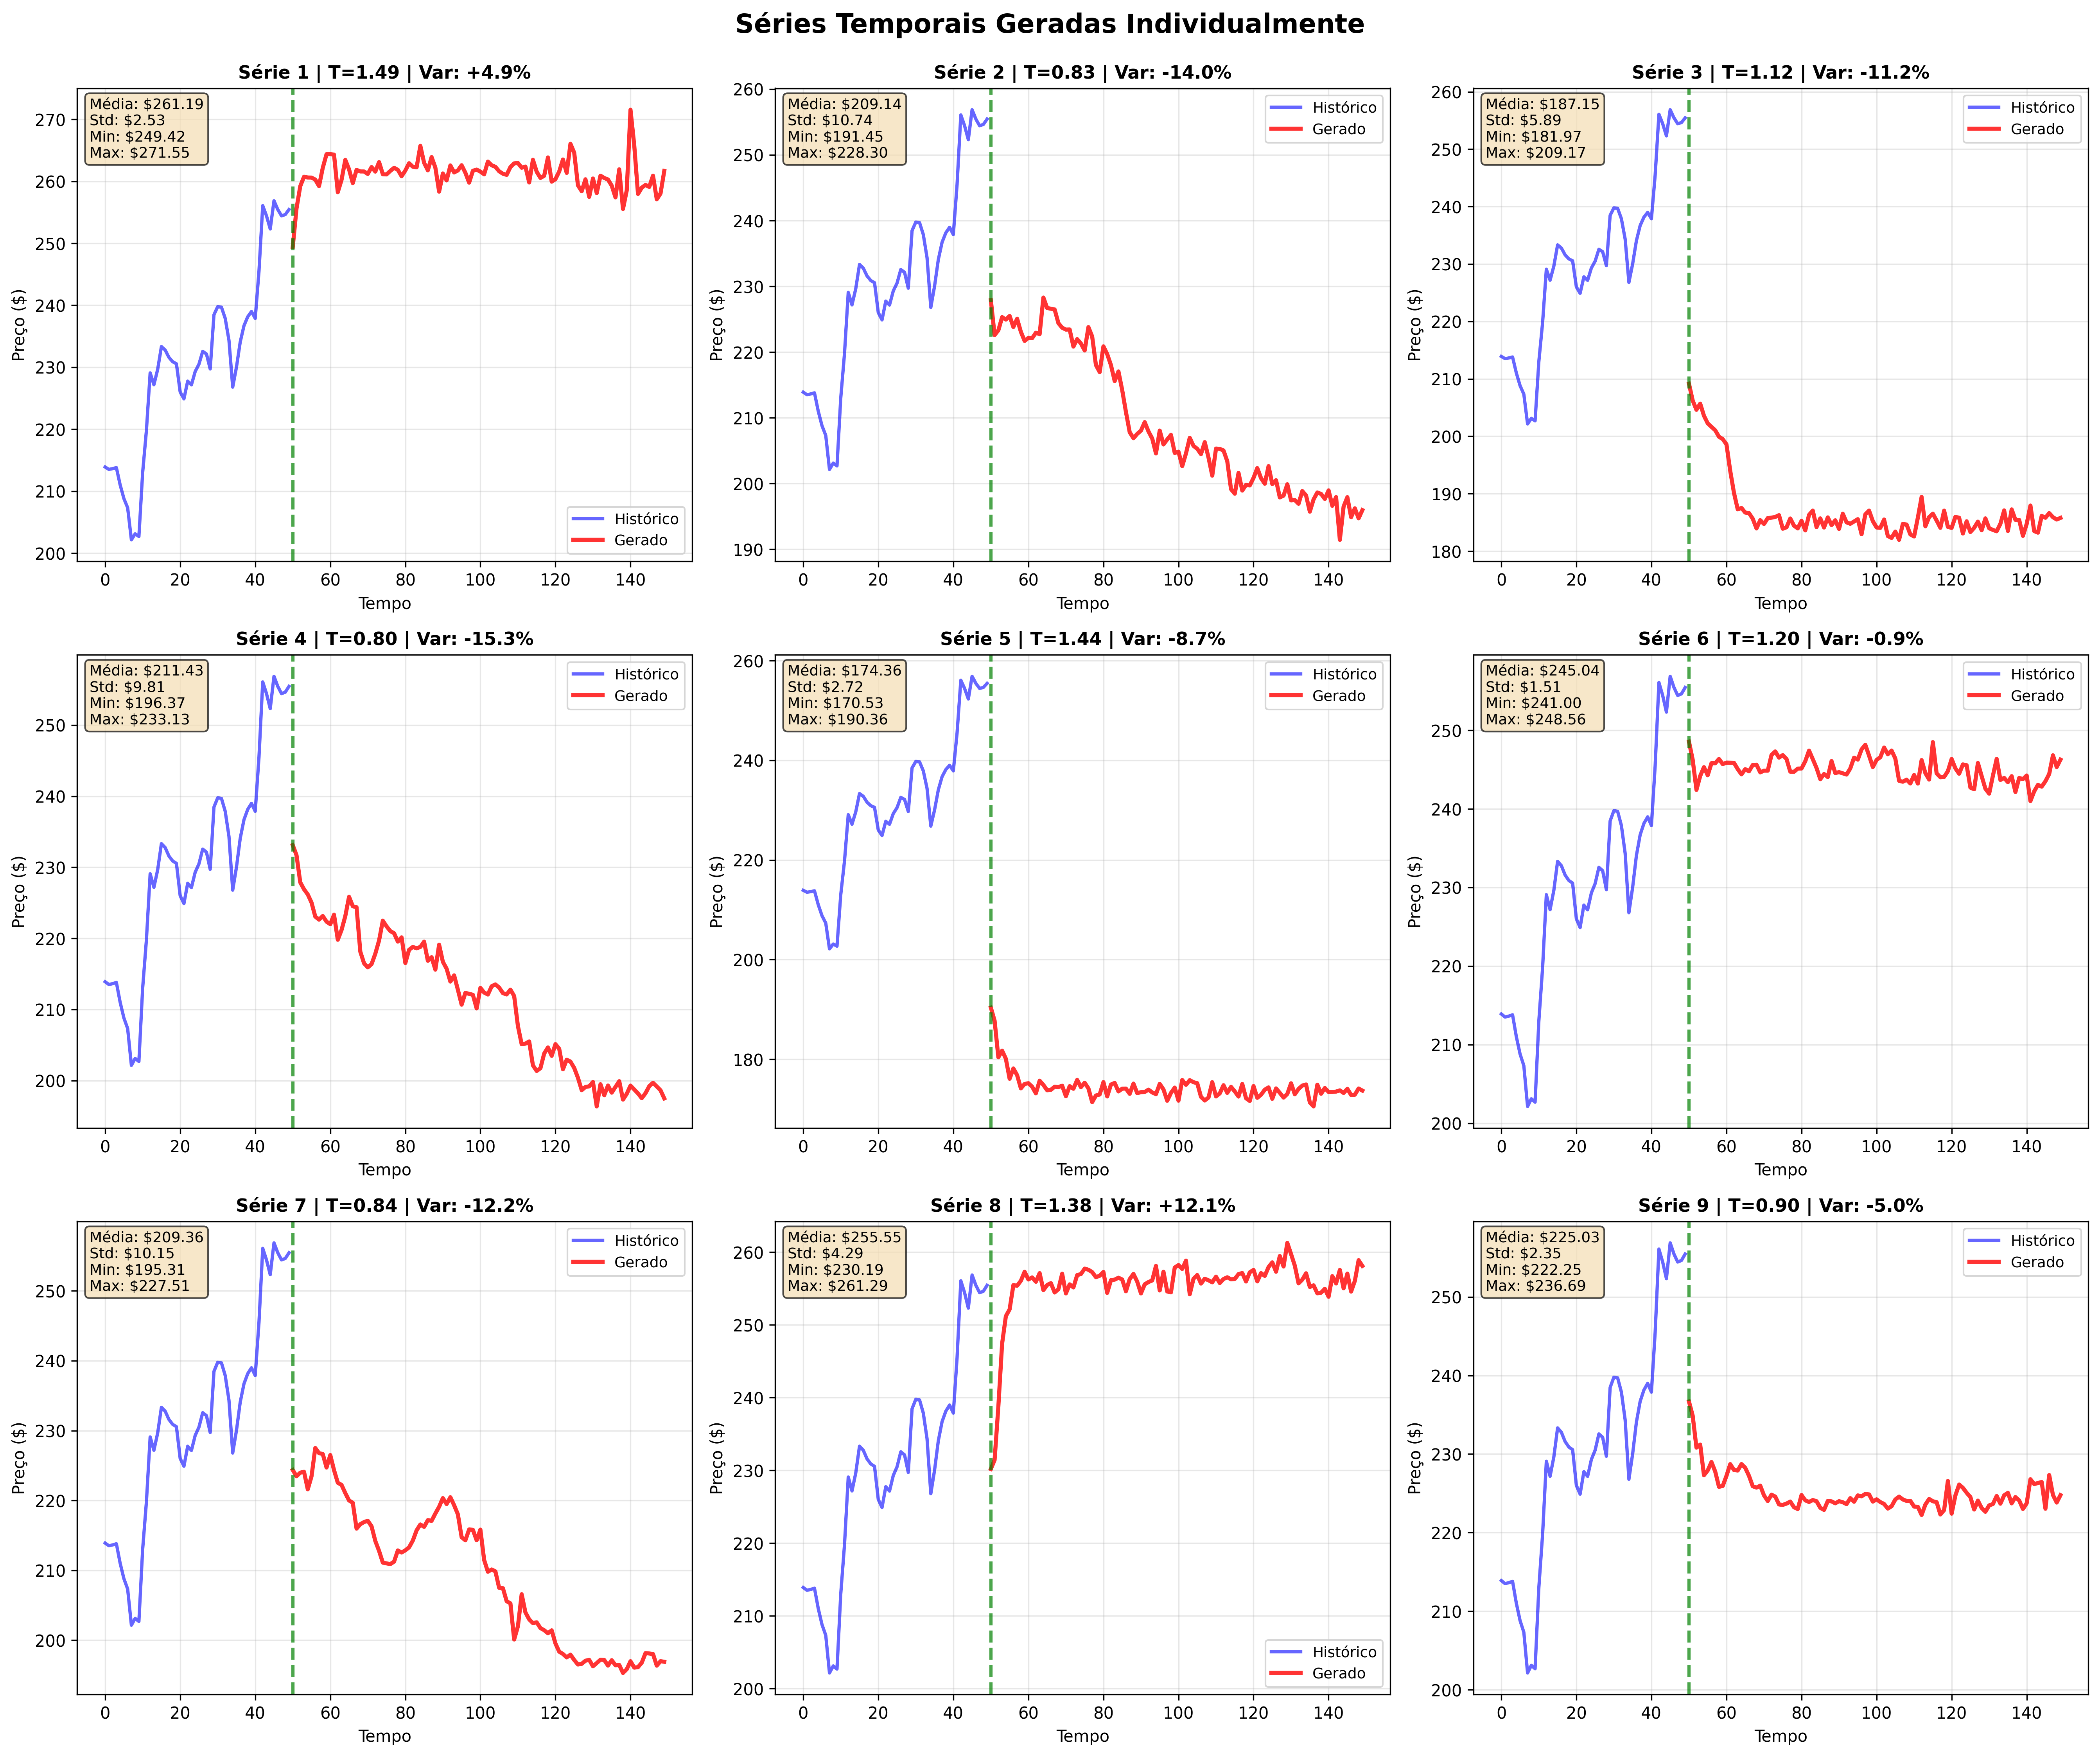 Séries Temporais Geradas Individualmente
Série 1 | T=1.49 | Var: +4.9%
Média: $261.19
Std: $2.53
Min: $249.42
Max: $271.55
Histórico
Gerado
270
260
250
240
230
220
210
200
Preço ($)
0 20 40 60 80 100 120 140
Tempo
Série 2 | T=0.83 | Var: -14.0%
Média: $209.14
Std: $10.74
Min: $191.45
Max: $228.30
Histórico
Gerado
260
250
240
230
220
210
200
190
Preço ($)
0 20 40 60 80 100 120 140
Tempo
Série 3 | T=1.12 | Var: -11.2%
Média: $187.15
Std: $5.89
Min: $181.97
Max: $209.17
Histórico
Gerado
260
250
240
230
220
210
200
190
180
Preço ($)
0 20 40 60 80 100 120 140
Tempo
Série 4 | T=0.80 | Var: -15.3%
Média: $211.43
Std: $9.81
Min: $196.37
Max: $233.13
Histórico
Gerado
250
240
230
220
210
200
Preço ($)
0 20 40 60 80 100 120 140
Tempo
Série 5 | T=1.44 | Var: -8.7%
Média: $174.36
Std: $2.72
Min: $170.53
Max: $190.36
Histórico
Gerado
260
240
220
200
180
Preço ($)
0 20 40 60 80 100 120 140
Tempo
Série 6 | T=1.20 | Var: -0.9%
Média: $245.04
Std: $1.51
Min: $241.00
Max: $248.56
Histórico
Gerado
250
240
230
220
210
200
Preço ($)
0 20 40 60 80 100 120 140
Tempo
Série 7 | T=0.84 | Var: -12.2%
Média: $209.36
Std: $10.15
Min: $195.31
Max: $227.51
Histórico
Gerado
250
240
230
220
210
200
Preço ($)
0 20 40 60 80 100 120 140
Tempo
Série 8 | T=1.38 | Var: +12.1%
Média: $255.55
Std: $4.29
Min: $230.19
Max: $261.29
Histórico
Gerado
260
250
240
230
220
210
200
Preço ($)
0 20 40 60 80 100 120 140
Tempo
Série 9 | T=0.90 | Var: -5.0%
Média: $225.03
Std: $2.35
Min: $222.25
Max: $236.69
Histórico
Gerado
250
240
230
220
210
200
Preço ($)
0 20 40 60 80 100 120 140
Tempo